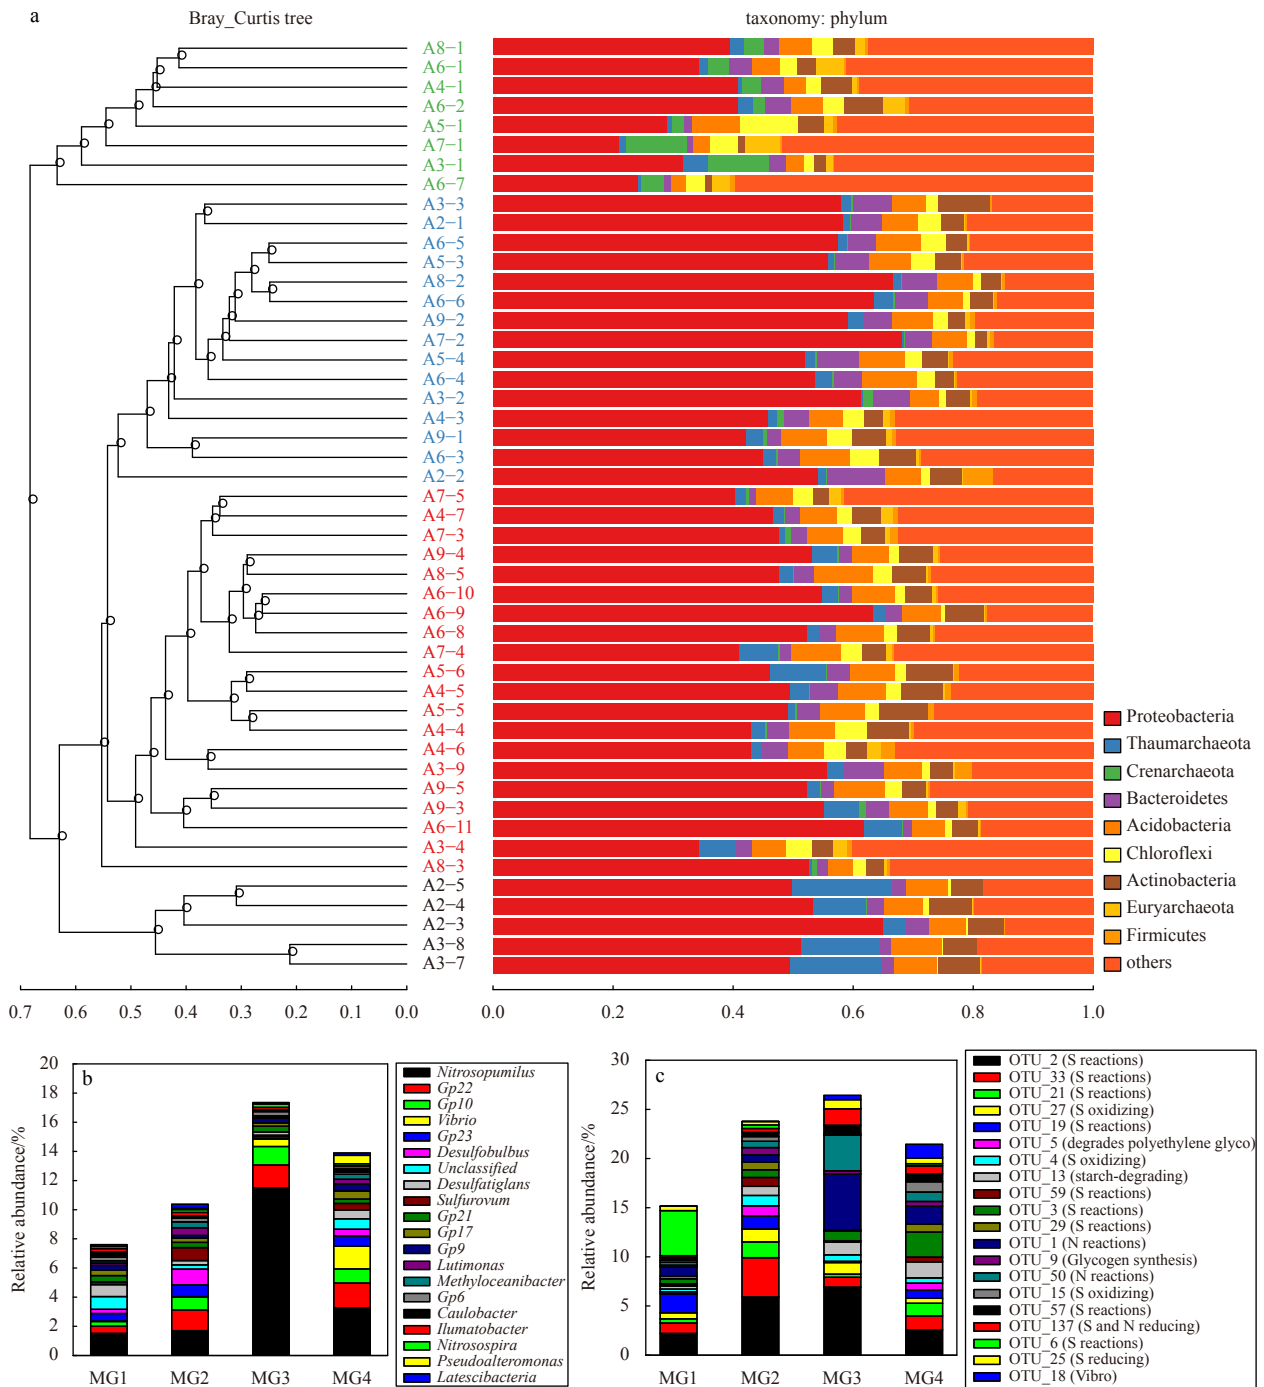 a
Bray_Curtis tree
taxonomy: phylum
A8−1
A6−1
A4−1
A6−2
A5−1
A7−1
A3−1
A6−7
A3−3
A2−1
A6−5
A5−3
A8−2
A6−6
A9−2
A7−2
A5−4
A6−4
A3−2
A4−3
A9−1
A6−3
A2−2
A7−5
A4−7
A7−3
A9−4
A8−5
A6−10
A6−9
A6−8
A7−4
A5−6
A4−5
A5−5
A4−4
A4−6
A3−9
A9−5
A9−3
A6−11
A3−4
A8−3
A2−5
A2−4
A2−3
A3−8
A3−7
Proteobacteria
Thaumarchaeota
Crenarchaeota
Bacteroidetes
Acidobacteria
Chloroflexi
Actinobacteria
Euryarchaeota
Firmicutes
others
0.7 0.6 0.5 0.4 0.3 0.2 0.1 0.0
0.0 0.2 0.4 0.6 0.8 1.0
b
Relative abundance/%
20
18
16
14
12
10
8
6
4
2
0
MG1 MG2 MG3 MG4
Nitrosopumilus
Gp22
Gp10
Vibrio
Gp23
Desulfobulbus
Unclassified
Desulfatiglans
Sulfurovum
Gp21
Gp17
Gp9
Lutimonas
Methyloceanibacter
Gp6
Caulobacter
Ilumatobacter
Nitrosospira
Pseudoalteromonas
Latescibacteria
c
Relative abundance/%
30
25
20
15
10
5
0
MG1 MG2 MG3 MG4
OTU_2 (S reactions)
OTU_33 (S reactions)
OTU_21 (S reactions)
OTU_27 (S oxidizing)
OTU_19 (S reactions)
OTU_5 (degrades polyethylene glyco)
OTU_4 (S oxidizing)
OTU_13 (starch-degrading)
OTU_59 (S reactions)
OTU_3 (S reactions)
OTU_29 (S reactions)
OTU_1 (N reactions)
OTU_9 (Glycogen synthesis)
OTU_50 (N reactions)
OTU_15 (S oxidizing)
OTU_57 (S reactions)
OTU_137 (S and N reducing)
OTU_6 (S reactions)
OTU_25 (S reducing)
OTU_18 (Vibro)